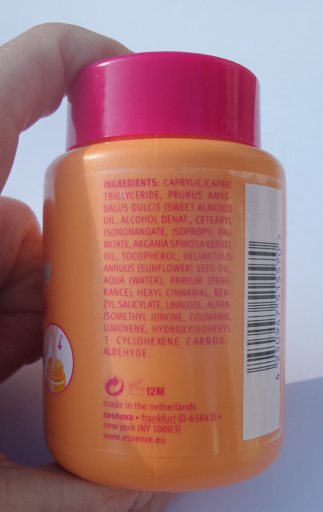 INGREDIENTS: CAPRYLIC/CAPRIC
TRIGLYCERIDE, PRUNUS AMYG-
DALUS DULCIS (SWEET ALMOND)
OIL, ALCOHOL DENAT., CETEARYL
ISONONANOATE, ISOPROPYL PAL-
MITATE, ARGANIA SPINOSA KERNEL
OIL, TOCOPHEROL, HELIANTHUS
ANNUUS (SUNFLOWER) SEED OIL,
AQUA (WATER), PARFUM (FRAG-
RANCE), HEXYL CINNAMAL, BEN-
ZYL SALICYLATE, LINALOOL, ALPHA-
ISOMETHYL IONONE, COUMARIN,
LIMONENE, HYDROXYISOHEXYL
3 - CYCLOHEXENE CARBOX-
ALDEHYDE.
12M
made in the netherlands
cosnova • frankfurt (D-65843) •
new york (NY 10003)
www.essence.eu